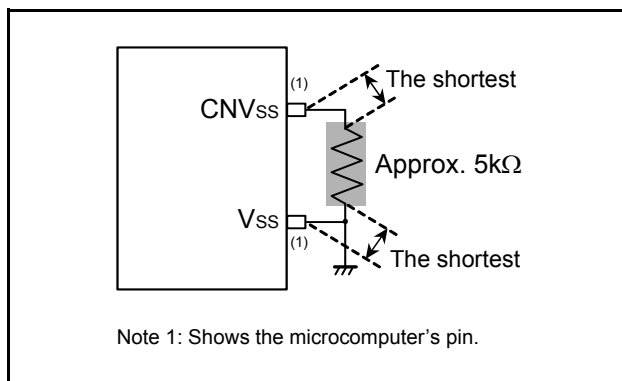 (1)
The shortest
CNVss
Approx. 5kΩ
Vss
(1)
The shortest
Note 1: Shows the microcomputer's pin.